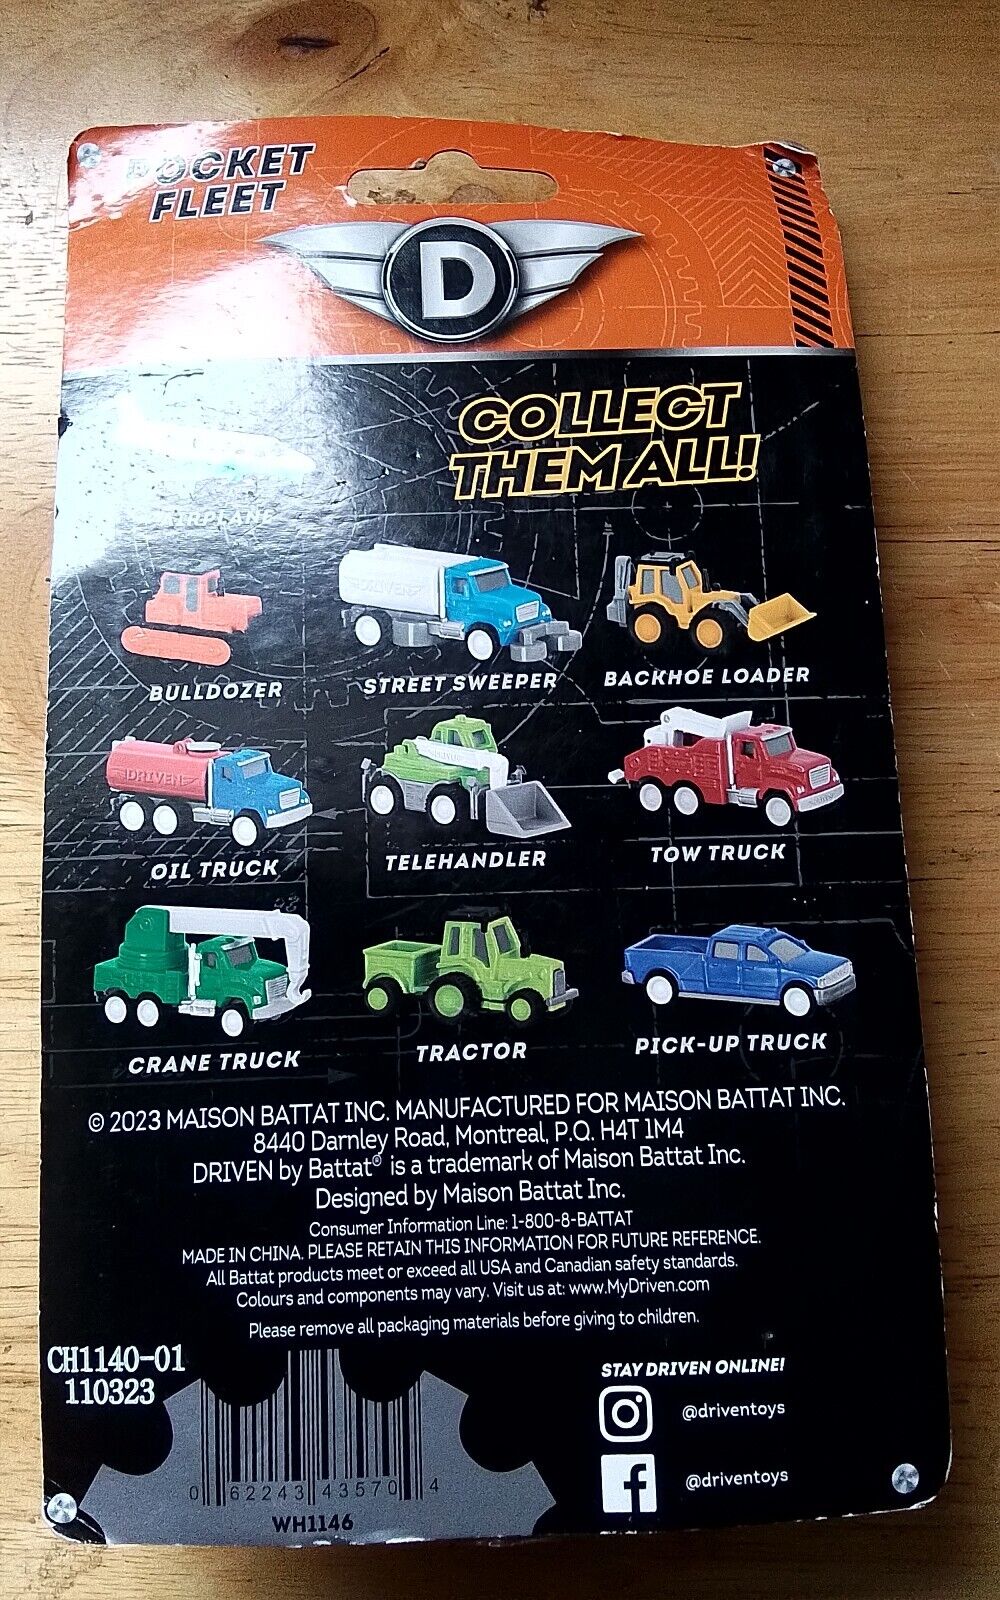 POCKET
FLEET
D
COLLECT
THEM ALL!
AIRPLANE
DRIVEN
BULLDOZER
STREET SWEEPER
BACKHOE LOADER
DRIVEN
OIL TRUCK
TELEHANDLER
TOW TRUCK
CRANE TRUCK
TRACTOR
PICK-UP TRUCK
© 2023 MAISON BATTAT INC. MANUFACTURED FOR MAISON BATTAT INC.
8440 Darnley Road, Montreal, P.Q. H4T 1M4
DRIVEN by Battat® is a trademark of Maison Battat Inc.
Designed by Maison Battat Inc.
Consumer Information Line: 1-800-8-BATTAT
MADE IN CHINA. PLEASE RETAIN THIS INFORMATION FOR FUTURE REFERENCE.
All Battat products meet or exceed all USA and Canadian safety standards.
Colours and components may vary. Visit us at: www.MyDriven.com
Please remove all packaging materials before giving to children.
CH1140-01
110323
0 62243 43570 4
WH1146
STAY DRIVEN ONLINE!
@driventoys
@driventoys